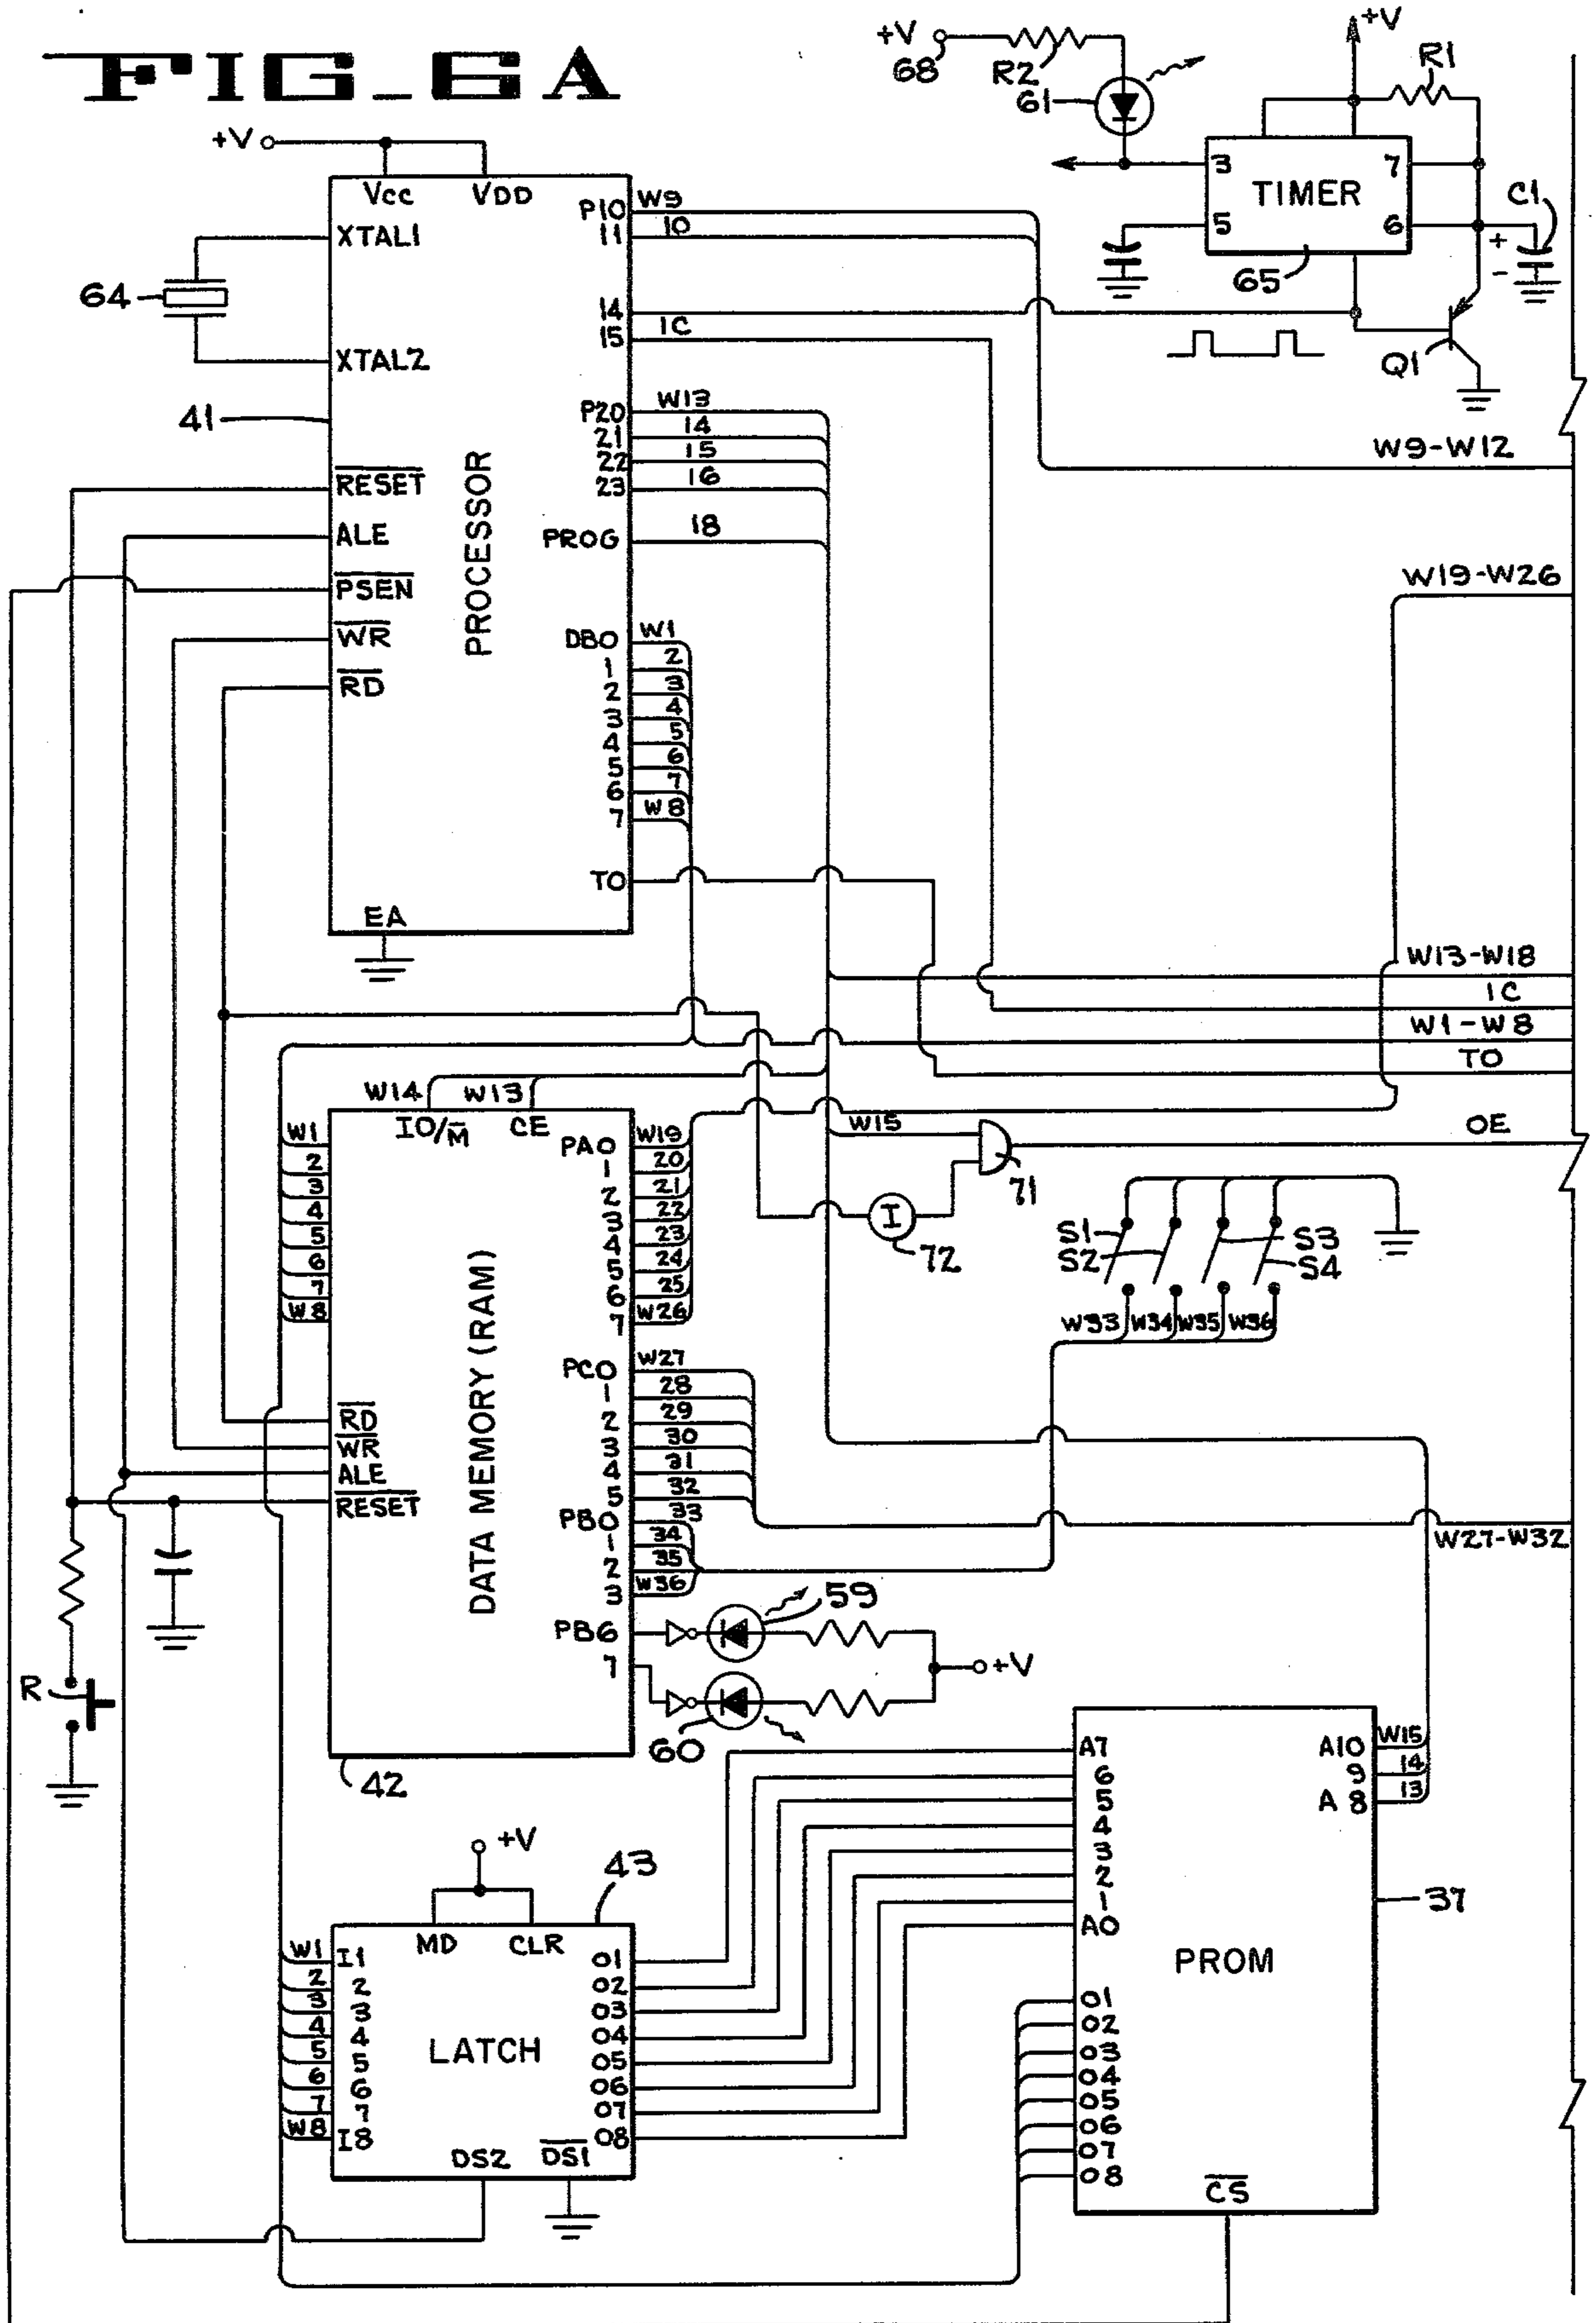 FIG_6A
+V
68
R2
61
+V
R1
3
7
TIMER
5
6
65
C1
+
-
Q1
+V
Vcc
VDD
XTAL1
XTAL2
64
41
RESET
ALE
PSEN
WR
RD
EA
PROCESSOR
P10 W9
11 10
14
15 1C
P20 W13
21 14
22 15
23 16
PROG 18
DB0 W1
1 2
2 3
3 4
4 5
5 6
6 7
7 W8
T0
W9-W12
W19-W26
W13-W18
1C
W1-W8
T0
OE
W14
W13
IO/M
CE
W1
2
3
4
5
6
7
W8
RD
WR
ALE
RESET
DATA MEMORY (RAM)
PA0 W19
1 20
2 21
3 22
4 23
5 24
6 25
7 W26
PC0 W27
1 28
2 29
3 30
4 31
5 32
PB0 33
1 34
2 35
3 W36
PB6
7
42
W15
71
I
72
S1
S2
S3
S4
W33
W34
W35
W36
W27-W32
59
60
+V
R
+V
43
MD
CLR
W1 I1
2 2
3 3
4 4
5 5
6 6
7 7
W8 I8
LATCH
O1
O2
O3
O4
O5
O6
O7
O8
DS2
DS1
A7
6
5
4
3
2
1
A0
A10 W15
9 14
A8 13
PROM
37
O1
O2
O3
O4
O5
O6
O7
O8
CS